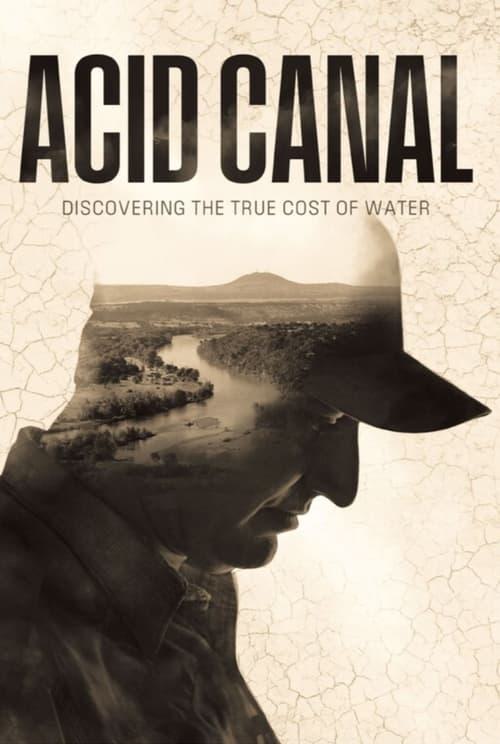 ACID CANAL
DISCOVERING THE TRUE COST OF WATER